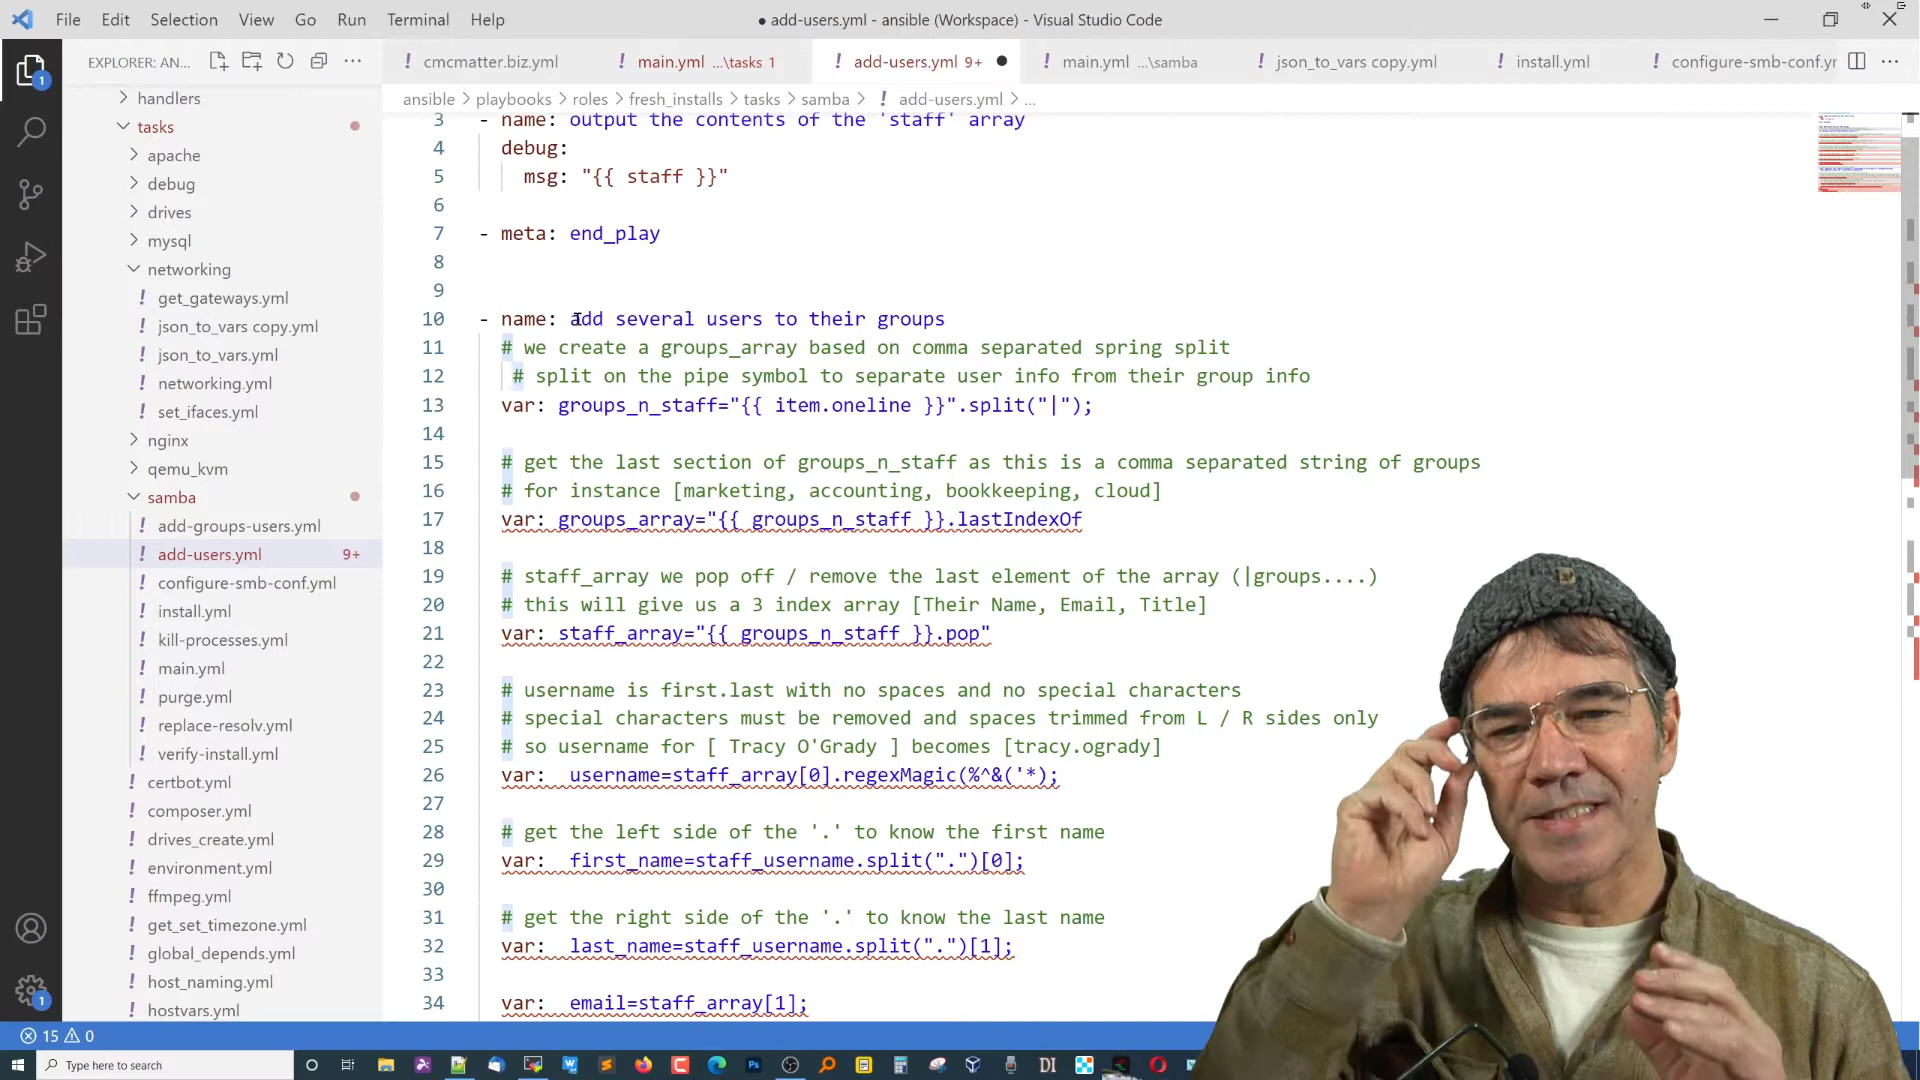 File Edit Selection View Go Run Terminal Help
● add-users.yml - ansible (Workspace) - Visual Studio Code
EXPLORER: AN... ...
cmcmatter.biz.yml
main.yml ...\tasks 1
add-users.yml 9+ ●
main.yml ...\samba
json_to_vars copy.yml
install.yml
configure-smb-conf.yr
ansible > playbooks > roles > fresh_installs > tasks > samba > ! add-users.yml > ...
handlers
tasks
apache
debug
drives
mysql
networking
! get_gateways.yml
! json_to_vars copy.yml
! json_to_vars.yml
! networking.yml
! set_ifaces.yml
nginx
qemu_kvm
samba
! add-groups-users.yml
! add-users.yml 9+
! configure-smb-conf.yml
! install.yml
! kill-processes.yml
! main.yml
! purge.yml
! replace-resolv.yml
! verify-install.yml
! certbot.yml
! composer.yml
! drives_create.yml
! environment.yml
! ffmpeg.yml
! get_set_timezone.yml
! global_depends.yml
! host_naming.yml
! hostvars.yml
3 - name: output the contents of the 'staff' array
4 debug:
5 msg: "{{ staff }}"
6
7 - meta: end_play
8
9
10 - name: add several users to their groups
11 # we create a groups_array based on comma separated spring split
12 # split on the pipe symbol to separate user info from their group info
13 var: groups_n_staff="{{ item.oneline }}".split("|");
14
15 # get the last section of groups_n_staff as this is a comma separated string of groups
16 # for instance [marketing, accounting, bookkeeping, cloud]
17 var: groups_array="{{ groups_n_staff }}.lastIndexOf
18
19 # staff_array we pop off / remove the last element of the array (|groups....)
20 # this will give us a 3 index array [Their Name, Email, Title]
21 var: staff_array="{{ groups_n_staff }}.pop"
22
23 # username is first.last with no spaces and no special characters
24 # special characters must be removed and spaces trimmed from L / R sides only
25 # so username for [ Tracy O'Grady ] becomes [tracy.ogrady]
26 var: username=staff_array[0].regexMagic(%^&('*);
27
28 # get the left side of the '.' to know the first name
29 var: first_name=staff_username.split(".")[0];
30
31 # get the right side of the '.' to know the last name
32 var: last_name=staff_username.split(".")[1];
33
34 var: email=staff_array[1];
1
1
15 0
Type here to search
Ps
DI